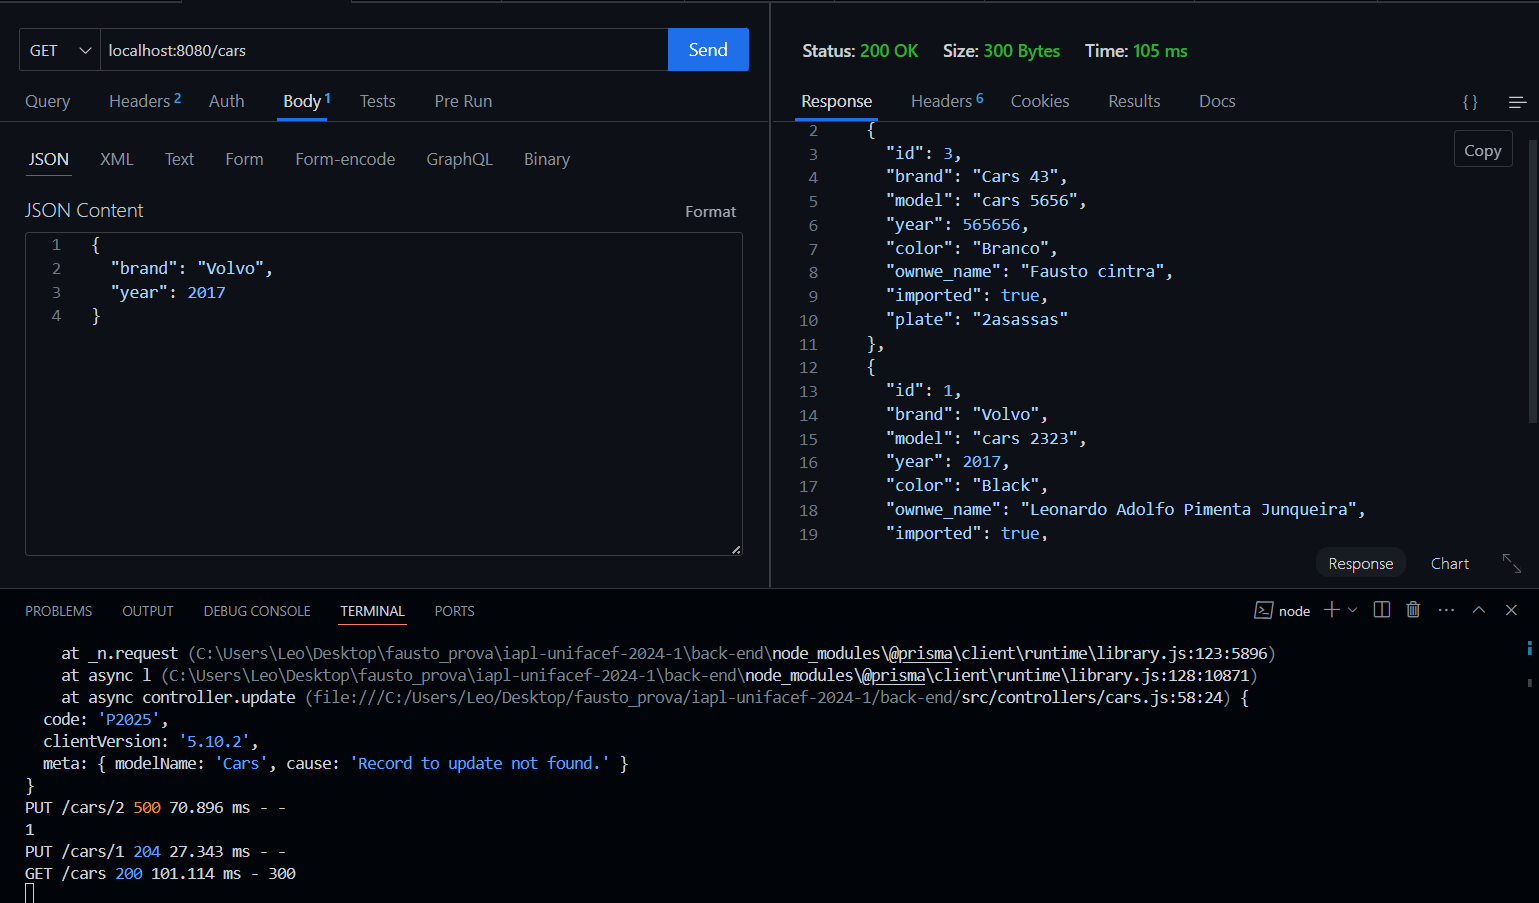 GET localhost:8080/cars Send
Query Headers 2 Auth Body 1 Tests Pre Run
JSON XML Text Form Form-encode GraphQL Binary
JSON Content Format
1 {
2 "brand": "Volvo",
3 "year": 2017
4 }
Status: 200 OK Size: 300 Bytes Time: 105 ms
Response Headers 6 Cookies Results Docs { }
Copy
2 {
3 "id": 3,
4 "brand": "Cars 43",
5 "model": "cars 5656",
6 "year": 565656,
7 "color": "Branco",
8 "ownwe_name": "Fausto cintra",
9 "imported": true,
10 "plate": "2asassas"
11 },
12 {
13 "id": 1,
14 "brand": "Volvo",
15 "model": "cars 2323",
16 "year": 2017,
17 "color": "Black",
18 "ownwe_name": "Leonardo Adolfo Pimenta Junqueira",
19 "imported": true,
Response Chart
PROBLEMS OUTPUT DEBUG CONSOLE TERMINAL PORTS node
at _n.request (C:\Users\Leo\Desktop\fausto_prova\iapl-unifacef-2024-1\back-end\node_modules\@prisma\client\runtime\library.js:123:5896)
at async l (C:\Users\Leo\Desktop\fausto_prova\iapl-unifacef-2024-1\back-end\node_modules\@prisma\client\runtime\library.js:128:10871)
at async controller.update (file:///C:/Users/Leo/Desktop/fausto_prova/iapl-unifacef-2024-1/back-end/src/controllers/cars.js:58:24) {
code: 'P2025',
clientVersion: '5.10.2',
meta: { modelName: 'Cars', cause: 'Record to update not found.' }
}
PUT /cars/2 500 70.896 ms - -
1
PUT /cars/1 204 27.343 ms - -
GET /cars 200 101.114 ms - 300